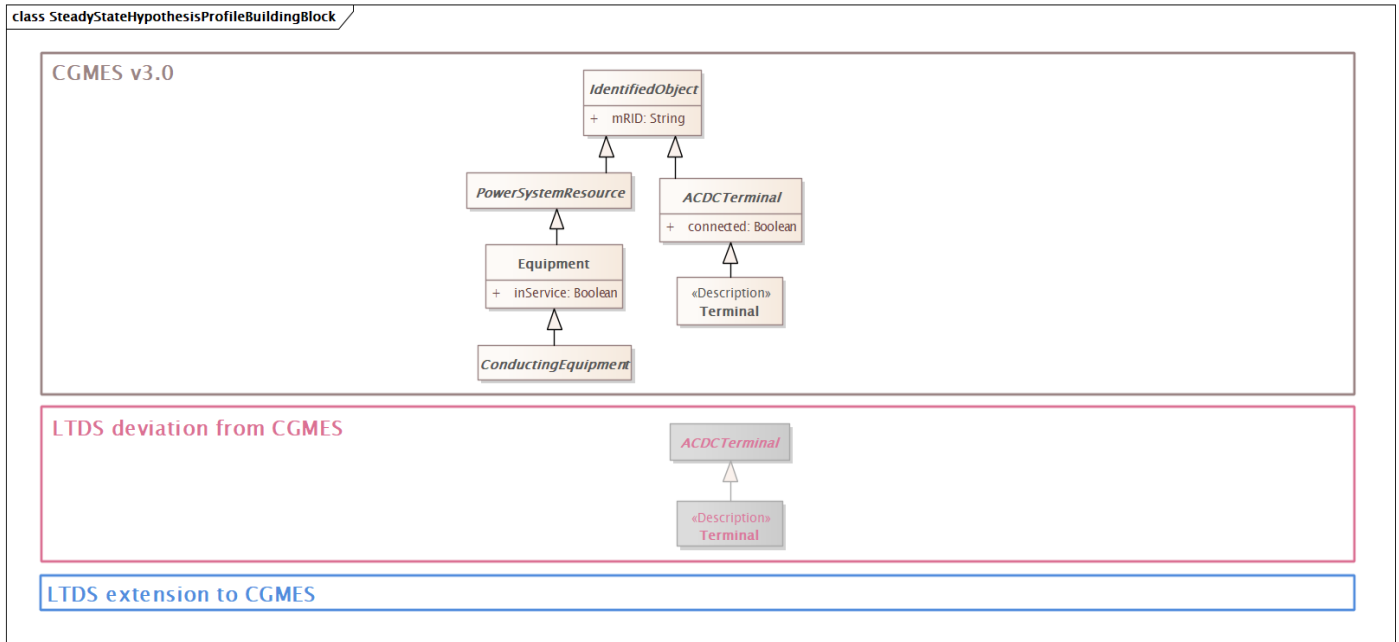 class SteadyStateHypothesisProfileBuildingBlock
CGMES v3.0
IdentifiedObject
+ mRID: String
PowerSystemResource
ACDCTerminal
+ connected: Boolean
Equipment
+ inService: Boolean
«Description»
Terminal
ConductingEquipment
LTDS deviation from CGMES
ACDCTerminal
«Description»
Terminal
LTDS extension to CGMES